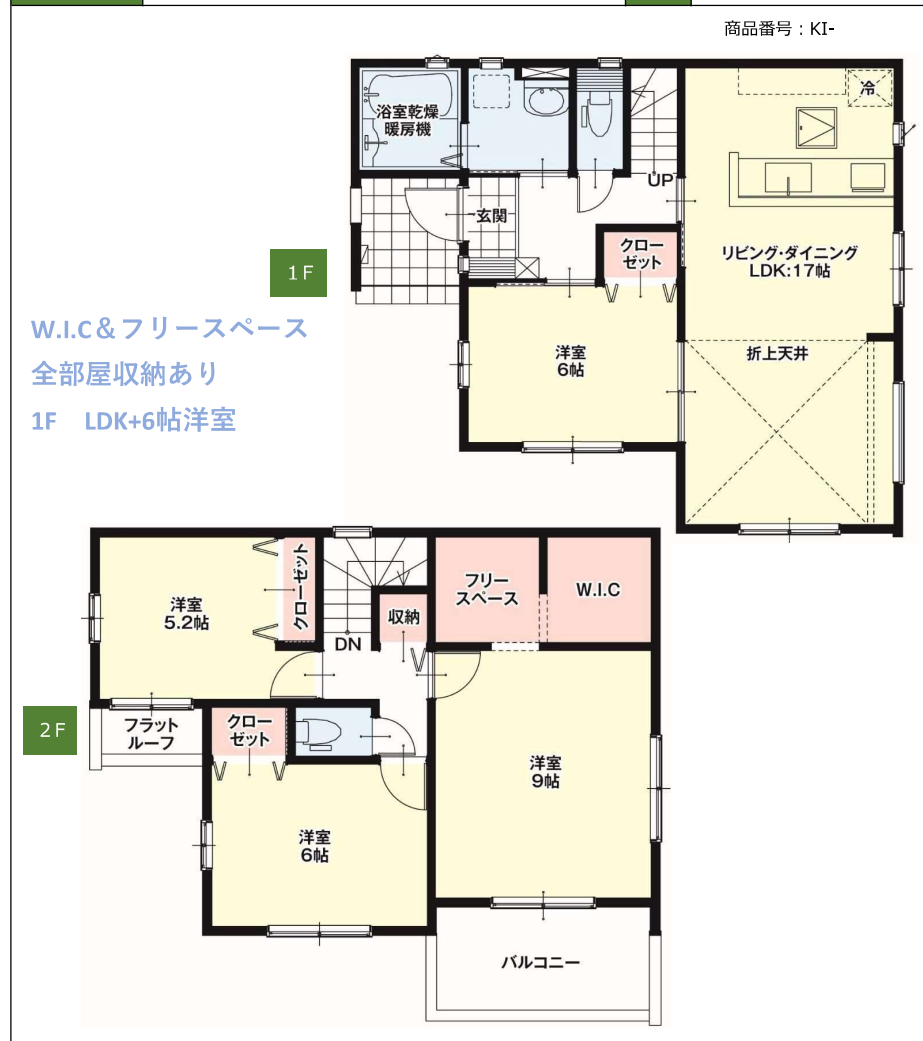 商品番号：KI-
浴室乾燥
暖房機
冷
UP
玄関
クロー
ゼット
リビング・ダイニング
LDK:17帖
1F
W.I.C＆フリースペース
全部屋収納あり
1F　LDK+6帖洋室
洋室
6帖
折上天井
洋室
5.2帖
クローゼット
DN
収納
フリー
スペース
W.I.C
2F
フラット
ルーフ
クロー
ゼット
洋室
9帖
洋室
6帖
バルコニー